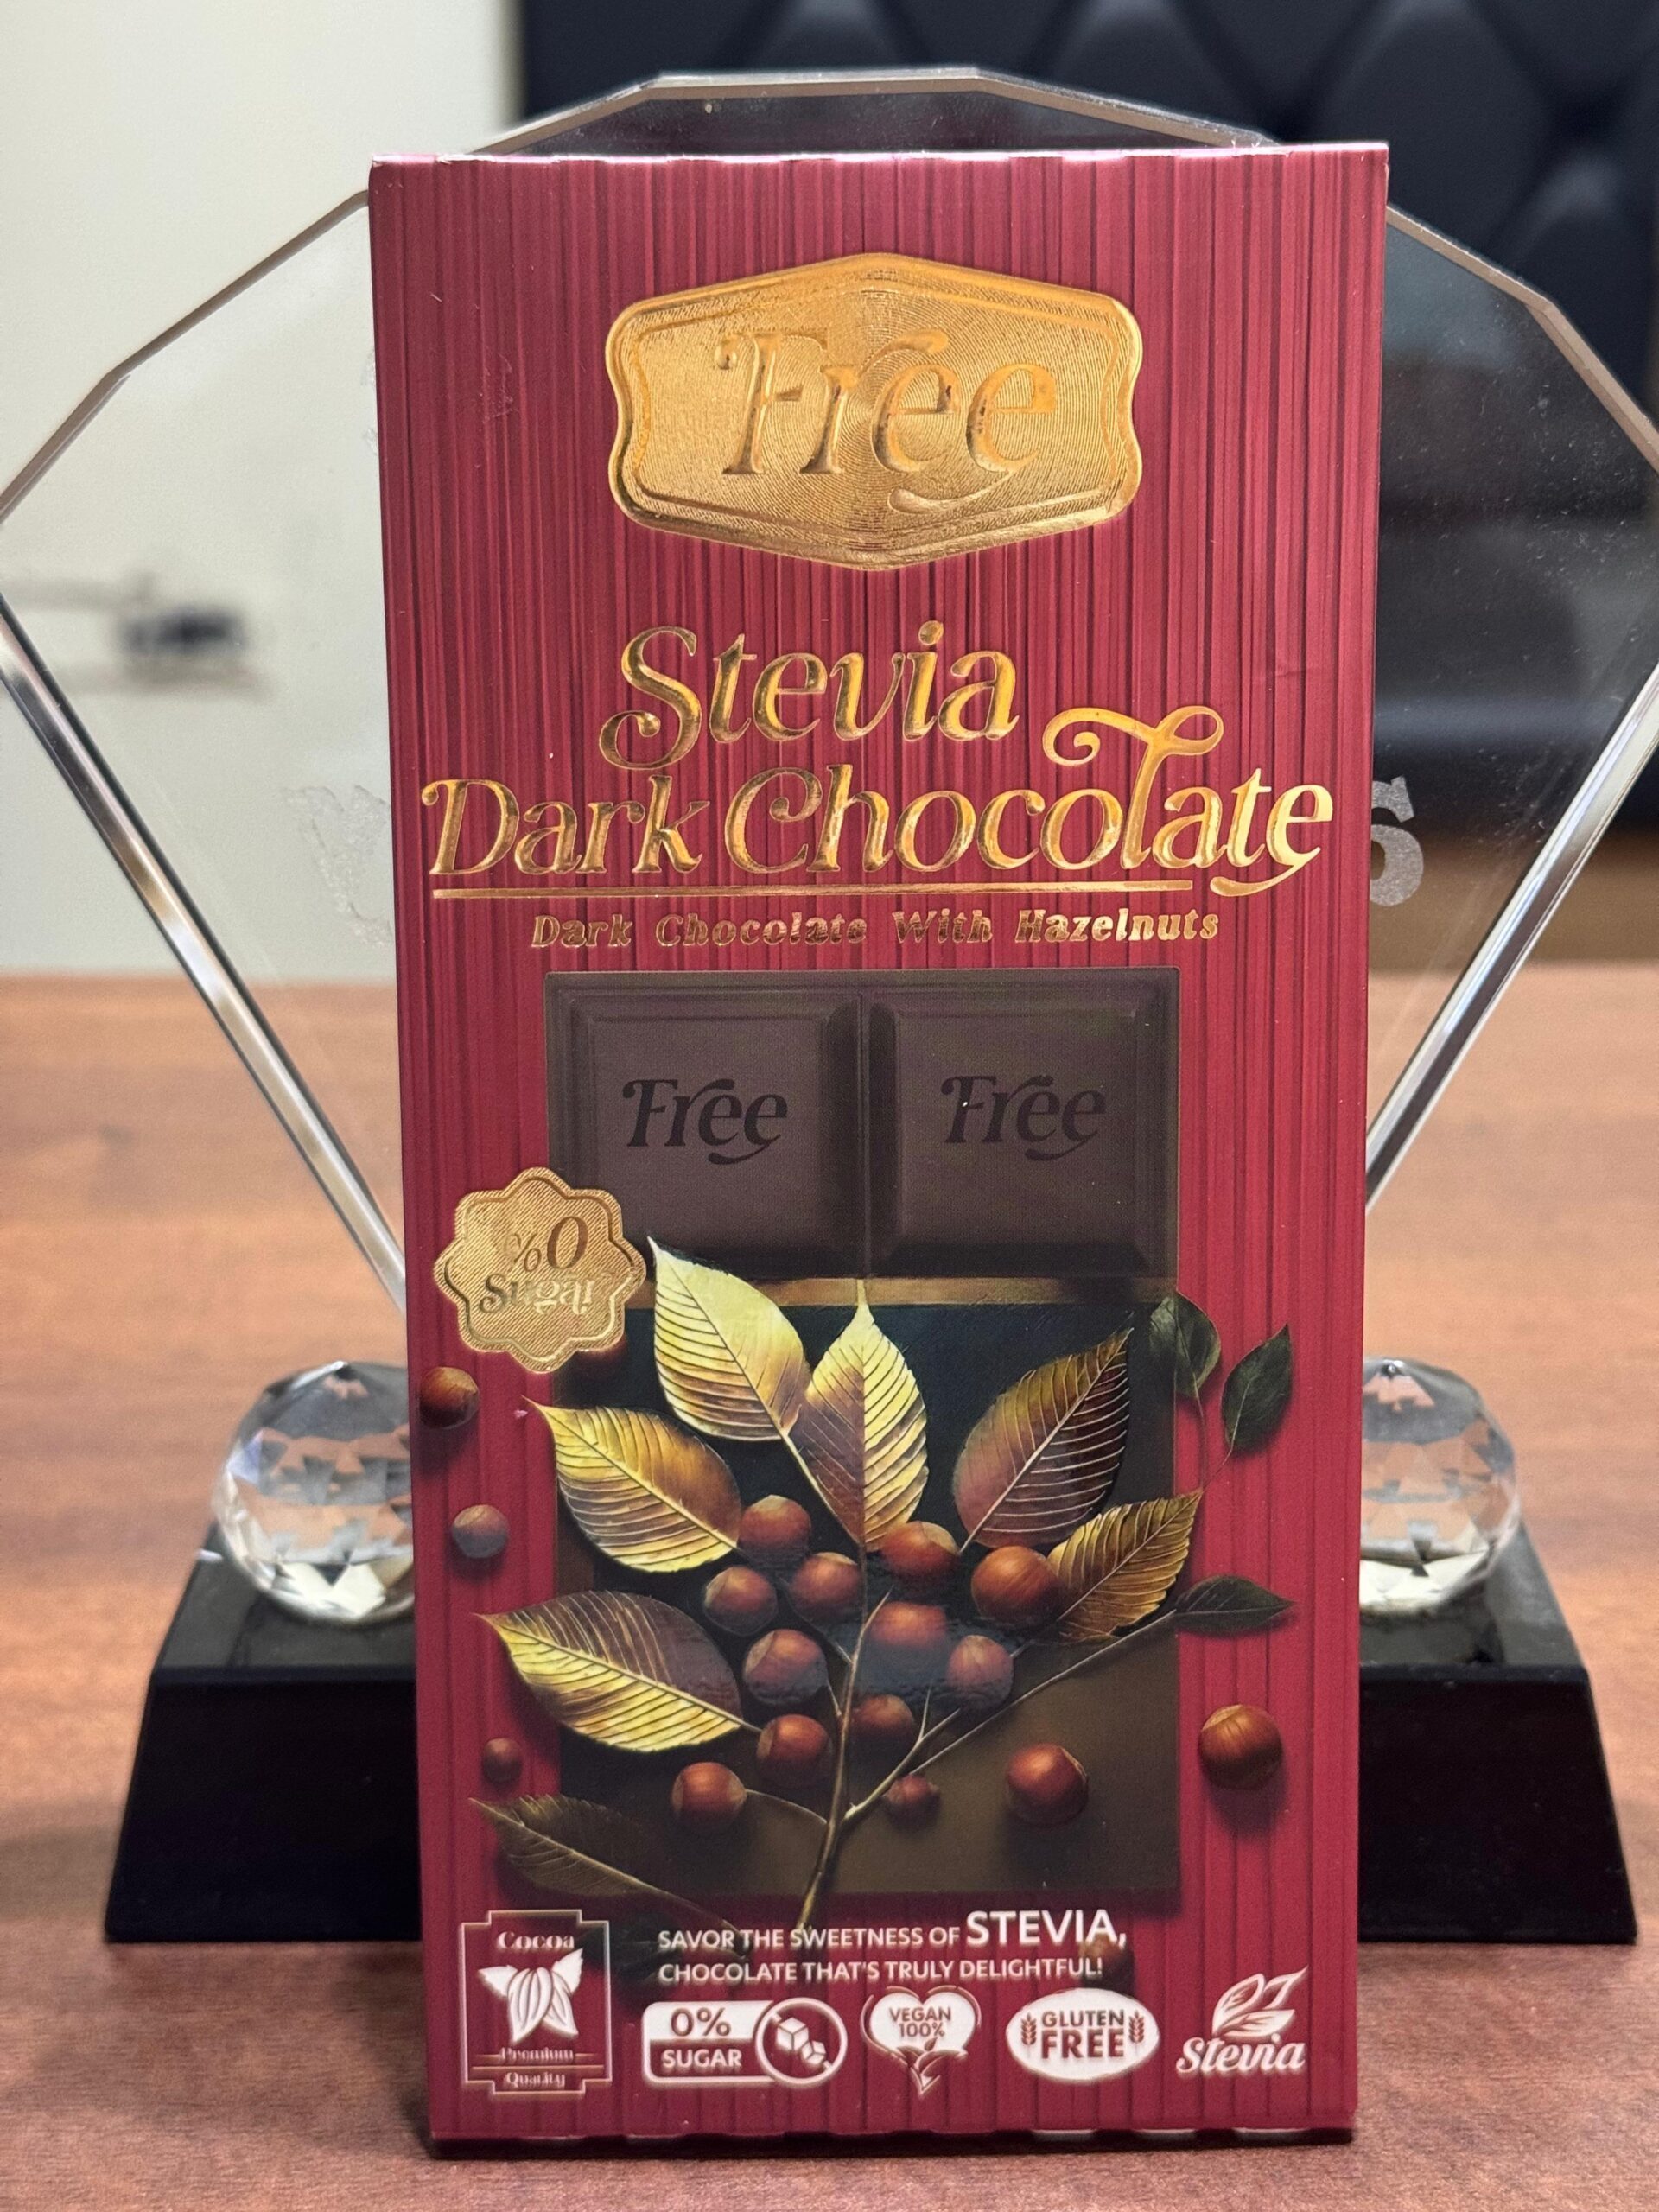 Free
Stevia
Dark Chocolate
Dark Chocolate With Hazelnuts
Free Free
%0
Sugar
Cocoa
Premium
Quality
SAVOR THE SWEETNESS OF STEVIA,
CHOCOLATE THAT'S TRULY DELIGHTFUL!
0%
SUGAR
VEGAN
100%
GLUTEN
FREE
Stevia